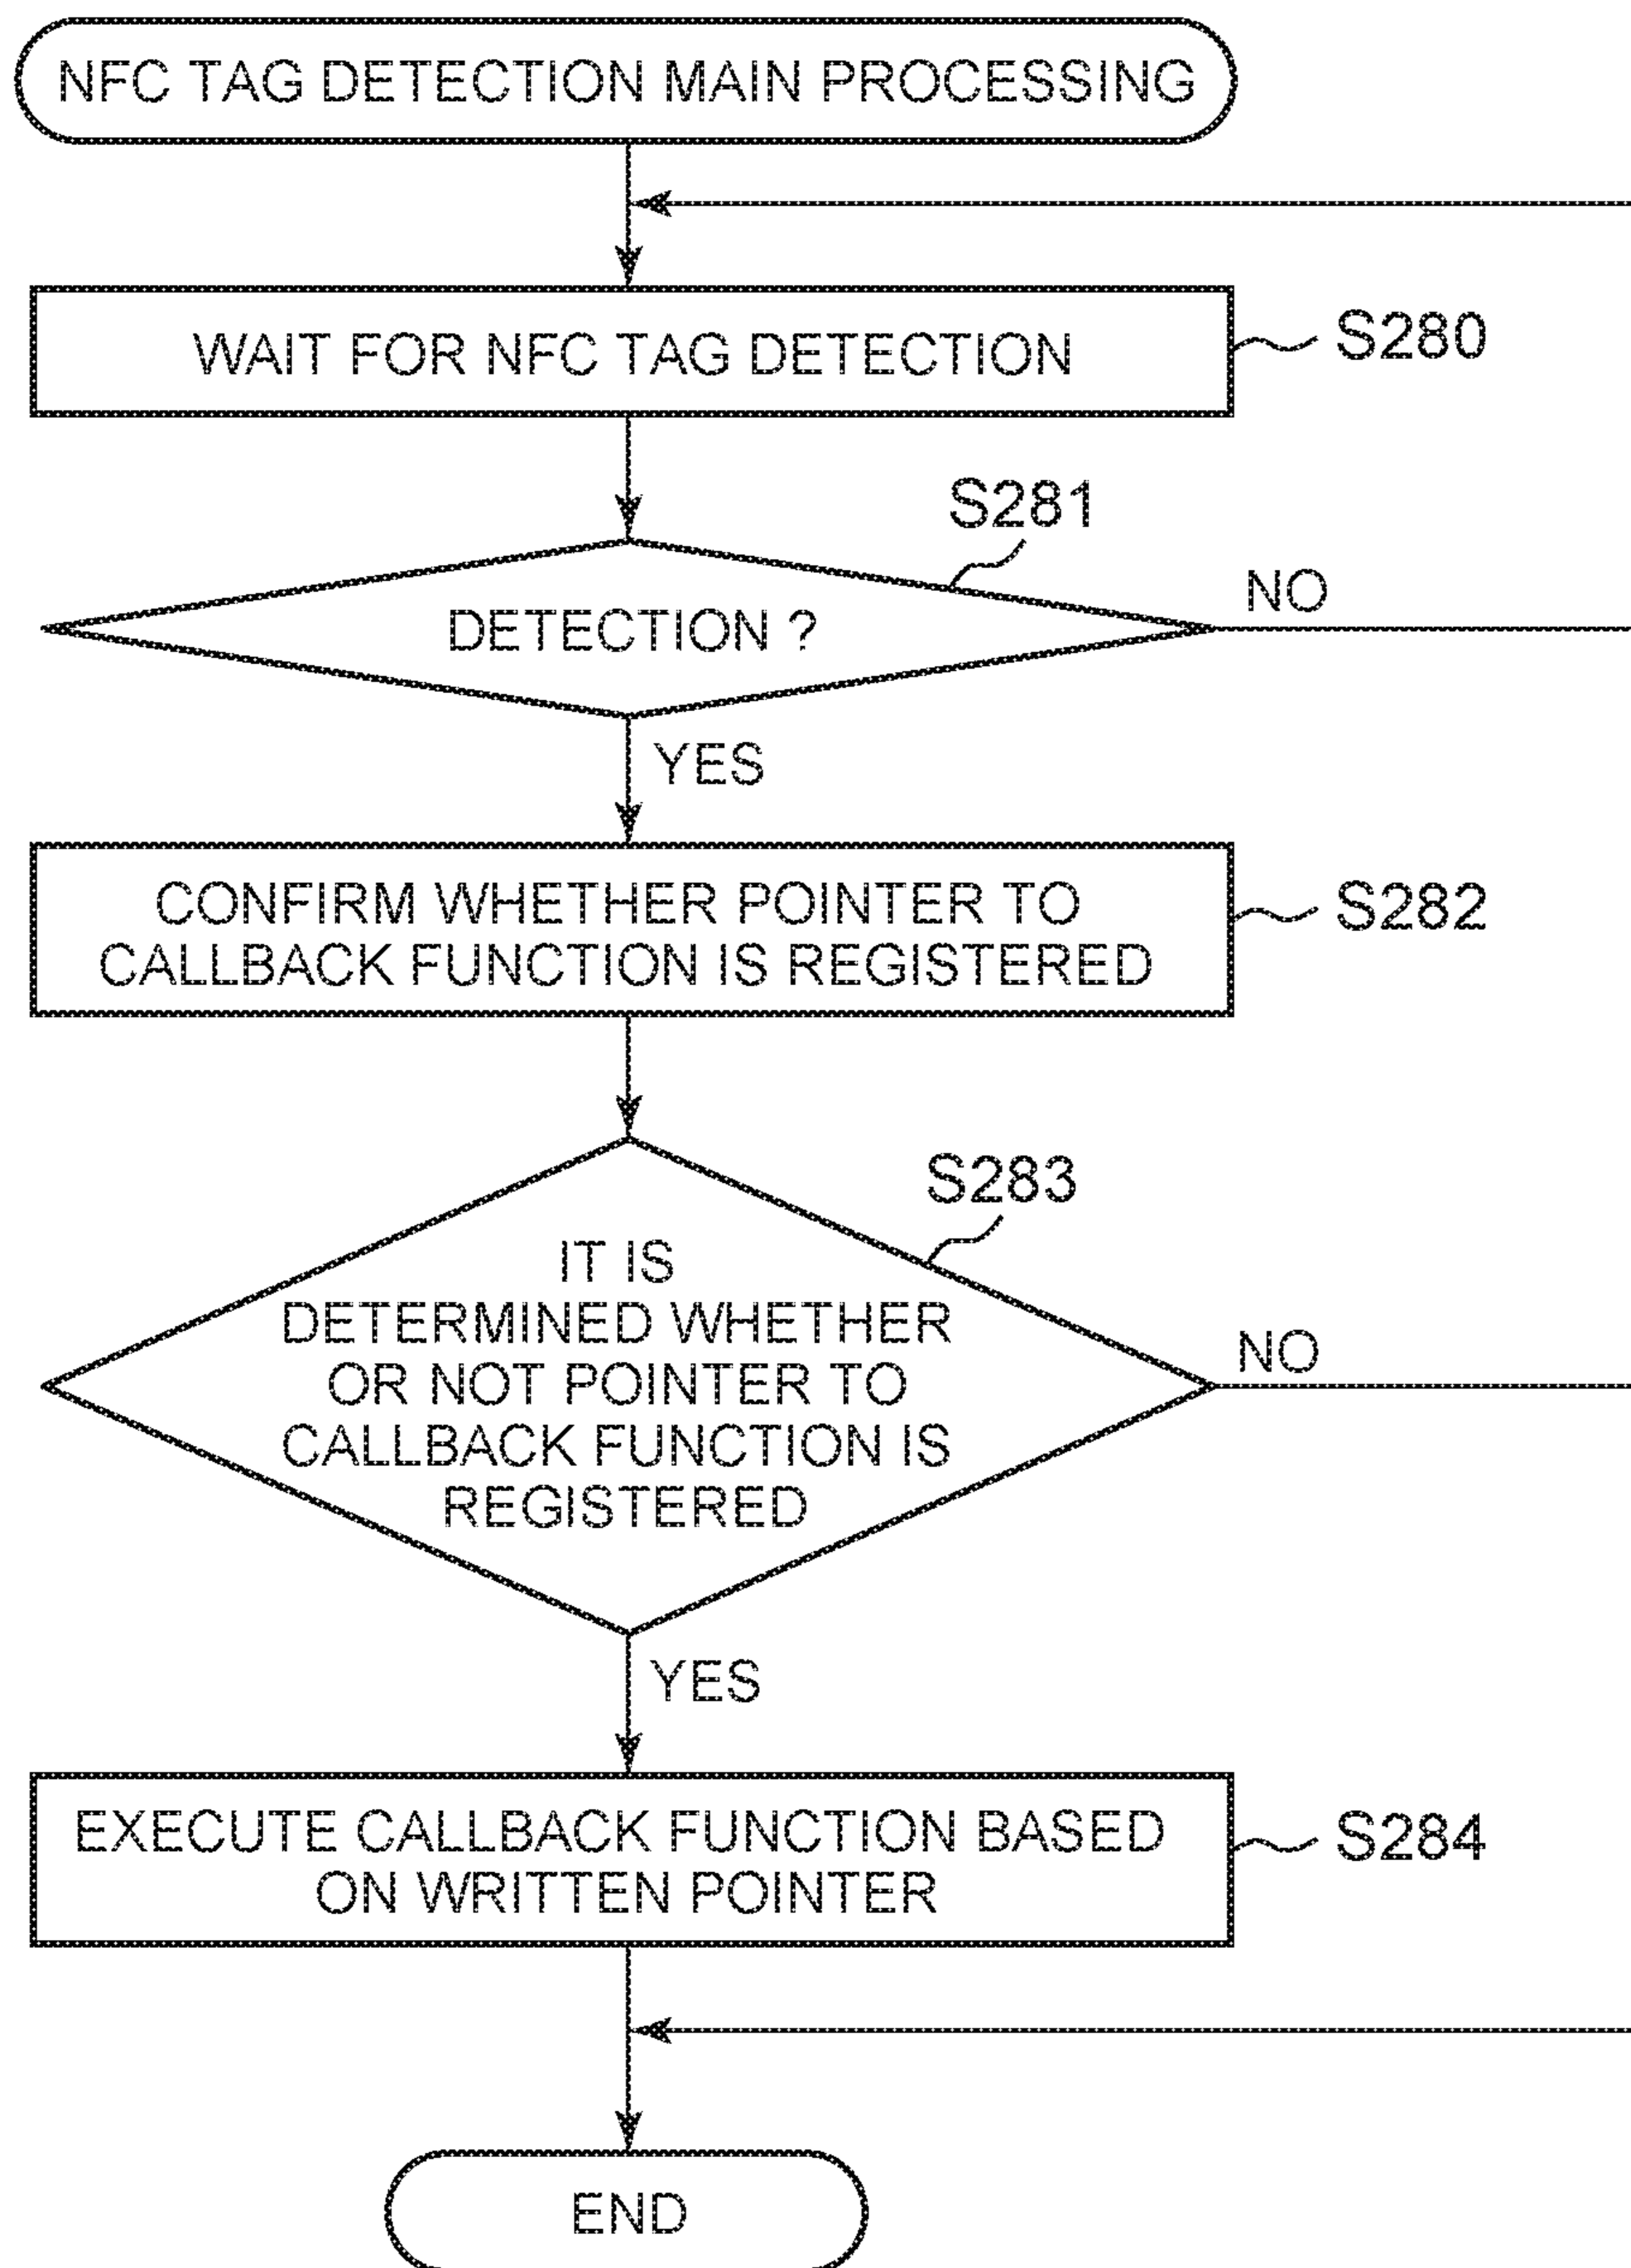 NFC TAG DETECTION MAIN PROCESSING
WAIT FOR NFC TAG DETECTION
S280
S281
DETECTION ?
NO
YES
CONFIRM WHETHER POINTER TO
CALLBACK FUNCTION IS REGISTERED
S282
S283
IT IS
DETERMINED WHETHER
OR NOT POINTER TO
CALLBACK FUNCTION IS
REGISTERED
NO
YES
EXECUTE CALLBACK FUNCTION BASED
ON WRITTEN POINTER
S284
END